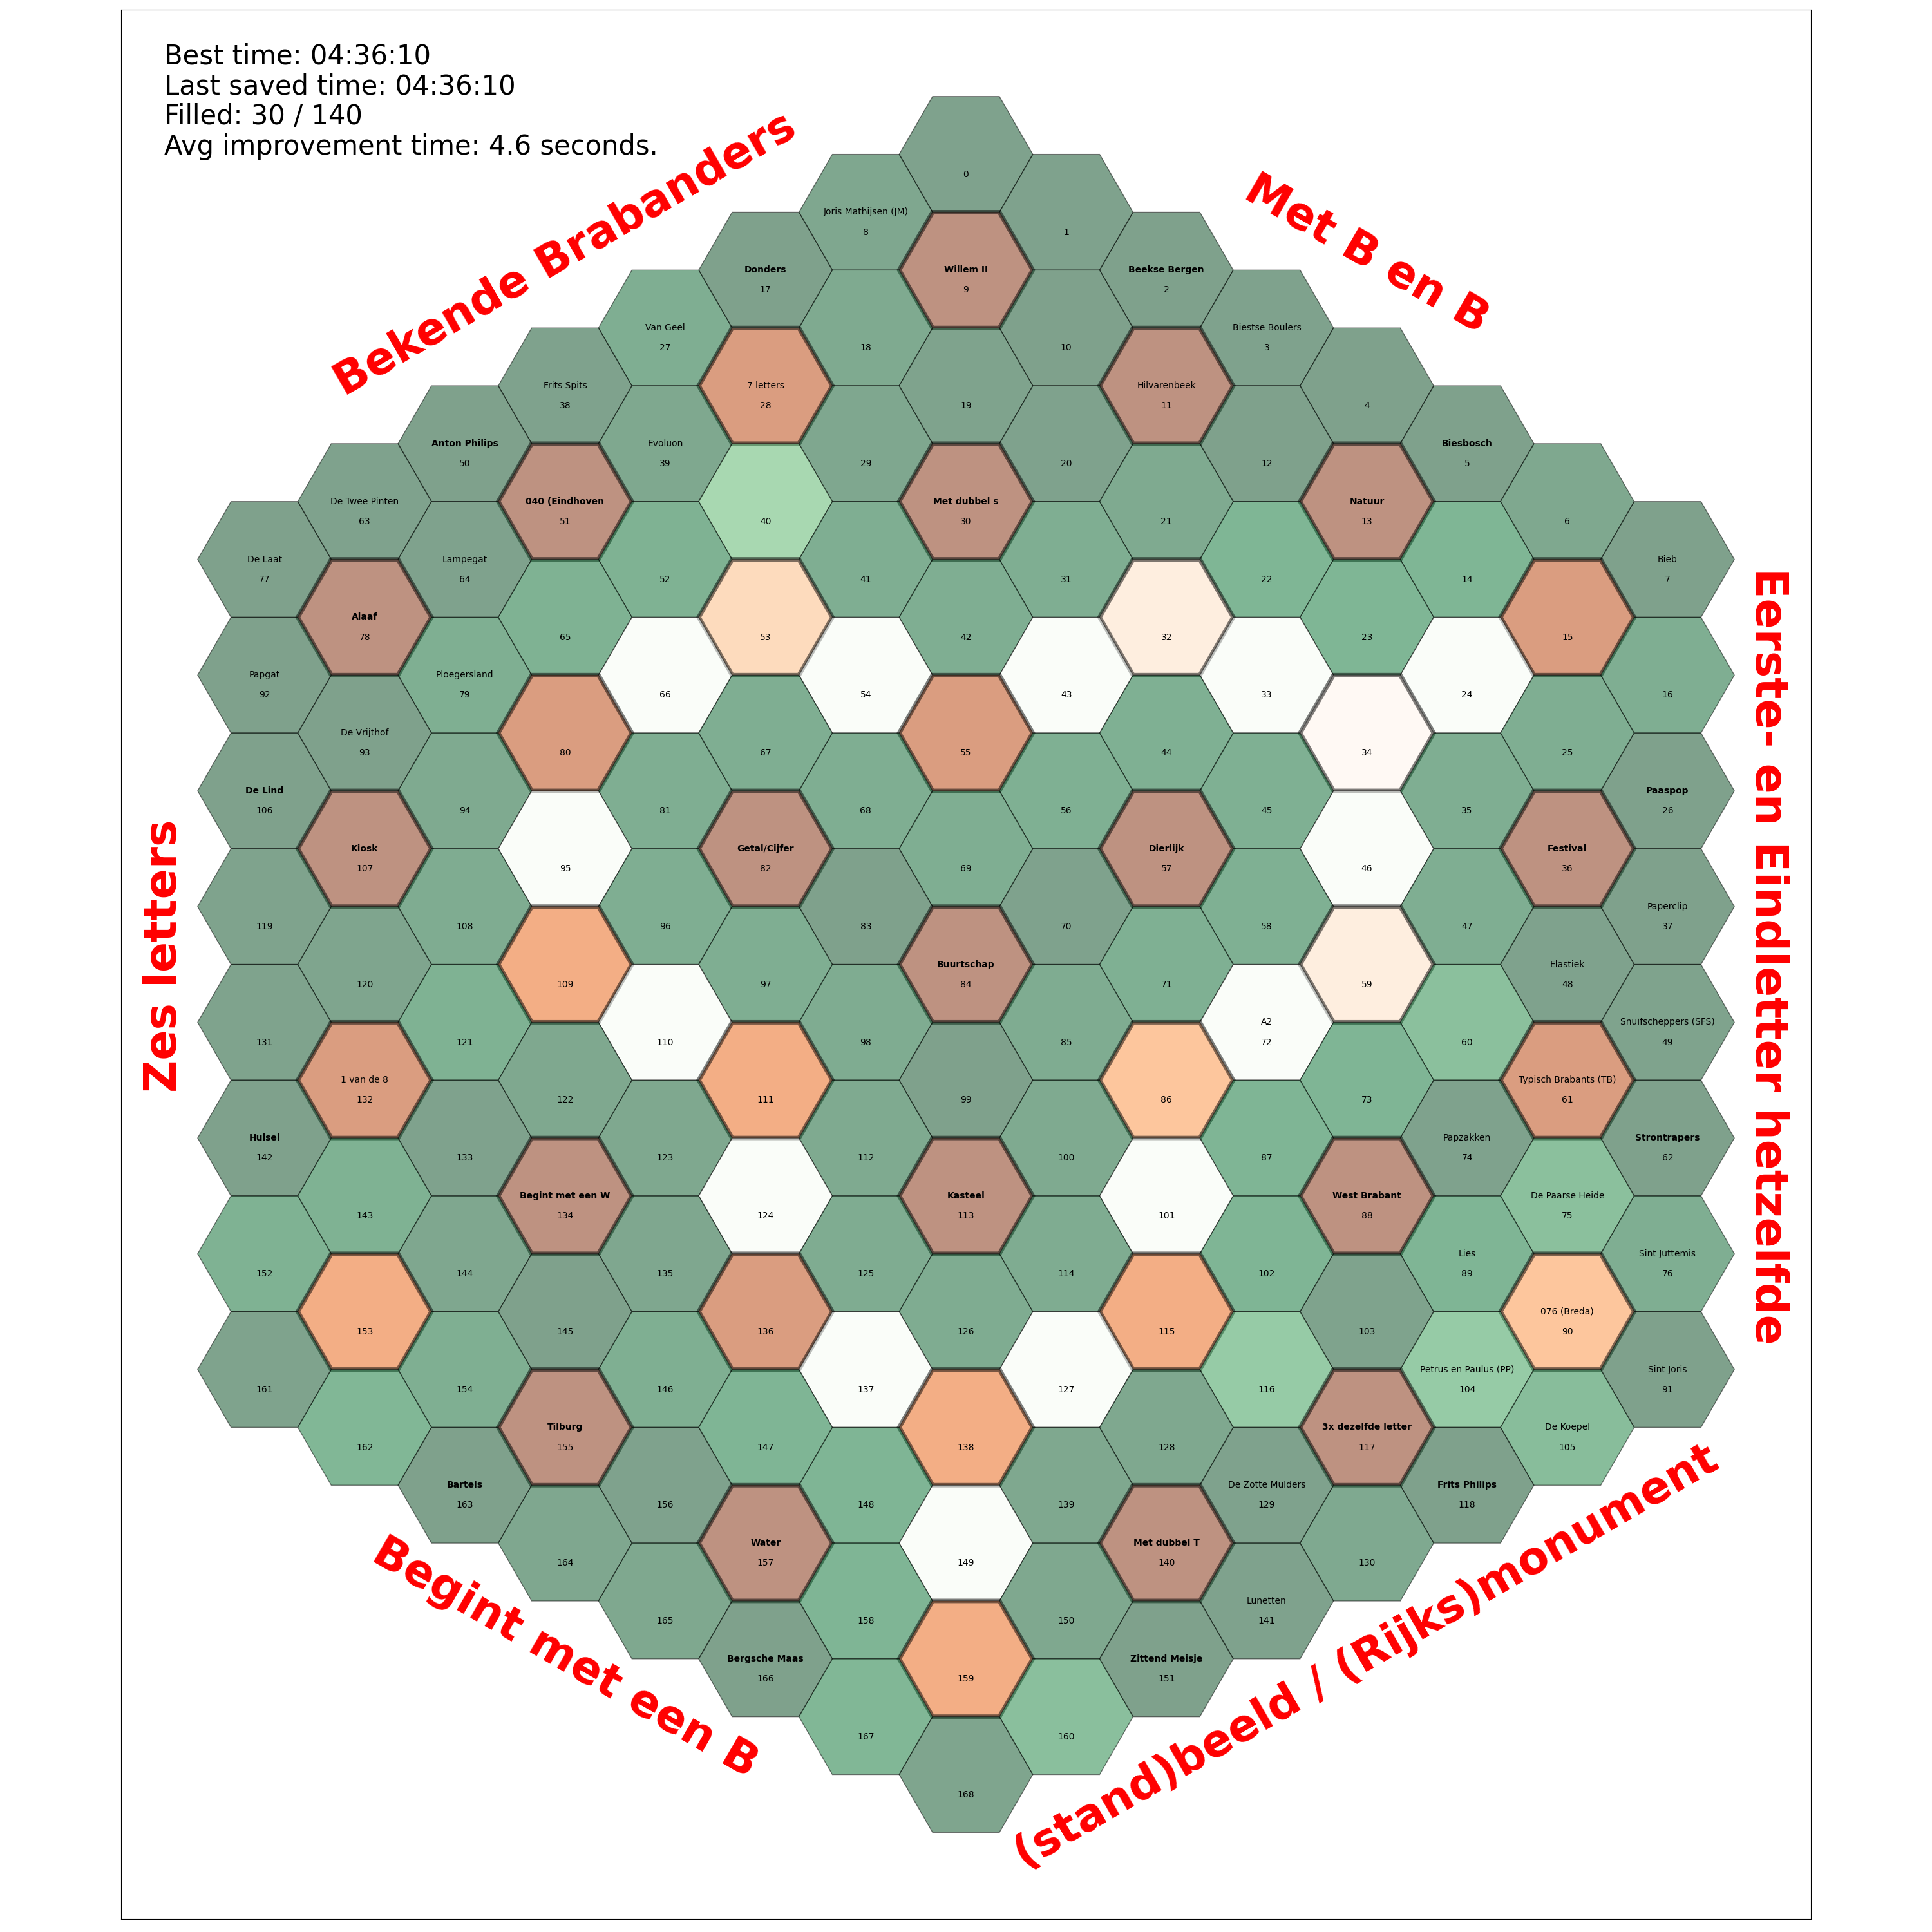 Best time: 04:36:10
Last saved time: 04:36:10
Filled: 30 / 140
Avg improvement time: 4.6 seconds.
Bekende Brabanders
Met B en B
Eerste- en Eindletter hetzelfde
(stand)beeld / (Rijks)monument
Begint met een B
Zes letters
0
1
Beekse Bergen
2
Biestse Boulers
3
4
Biesbosch
5
6
Bieb
7
Joris Mathijsen (JM)
8
Willem II
9
10
Hilvarenbeek
11
12
Natuur
13
14
15
16
Donders
17
18
19
20
21
22
23
24
25
Paaspop
26
Van Geel
27
7 letters
28
29
Met dubbel s
30
31
32
33
34
35
Festival
36
Paperclip
37
Frits Spits
38
Evoluon
39
40
41
42
43
44
45
46
47
Elastiek
48
Snuifscheppers (SFS)
49
Anton Philips
50
040 (Eindhoven
51
52
53
54
55
56
Dierlijk
57
58
59
60
Typisch Brabants (TB)
61
Strontrapers
62
De Twee Pinten
63
Lampegat
64
65
66
67
68
69
70
71
A2
72
73
Papzakken
74
De Paarse Heide
75
Sint Juttemis
76
De Laat
77
Alaaf
78
Ploegersland
79
80
81
Getal/Cijfer
82
83
Buurtschap
84
85
86
87
West Brabant
88
Lies
89
076 (Breda)
90
Sint Joris
91
Papgat
92
De Vrijthof
93
94
95
96
97
98
99
100
101
102
103
Petrus en Paulus (PP)
104
De Koepel
105
De Lind
106
Kiosk
107
108
109
110
111
112
Kasteel
113
114
115
116
3x dezelfde letter
117
Frits Philips
118
119
120
121
122
123
124
125
126
127
128
De Zotte Mulders
129
130
131
1 van de 8
132
133
Begint met een W
134
135
136
137
138
139
Met dubbel T
140
Lunetten
141
Hulsel
142
143
144
145
146
147
148
149
150
Zittend Meisje
151
152
153
154
Tilburg
155
156
Water
157
158
159
160
161
162
Bartels
163
164
165
Bergsche Maas
166
167
168